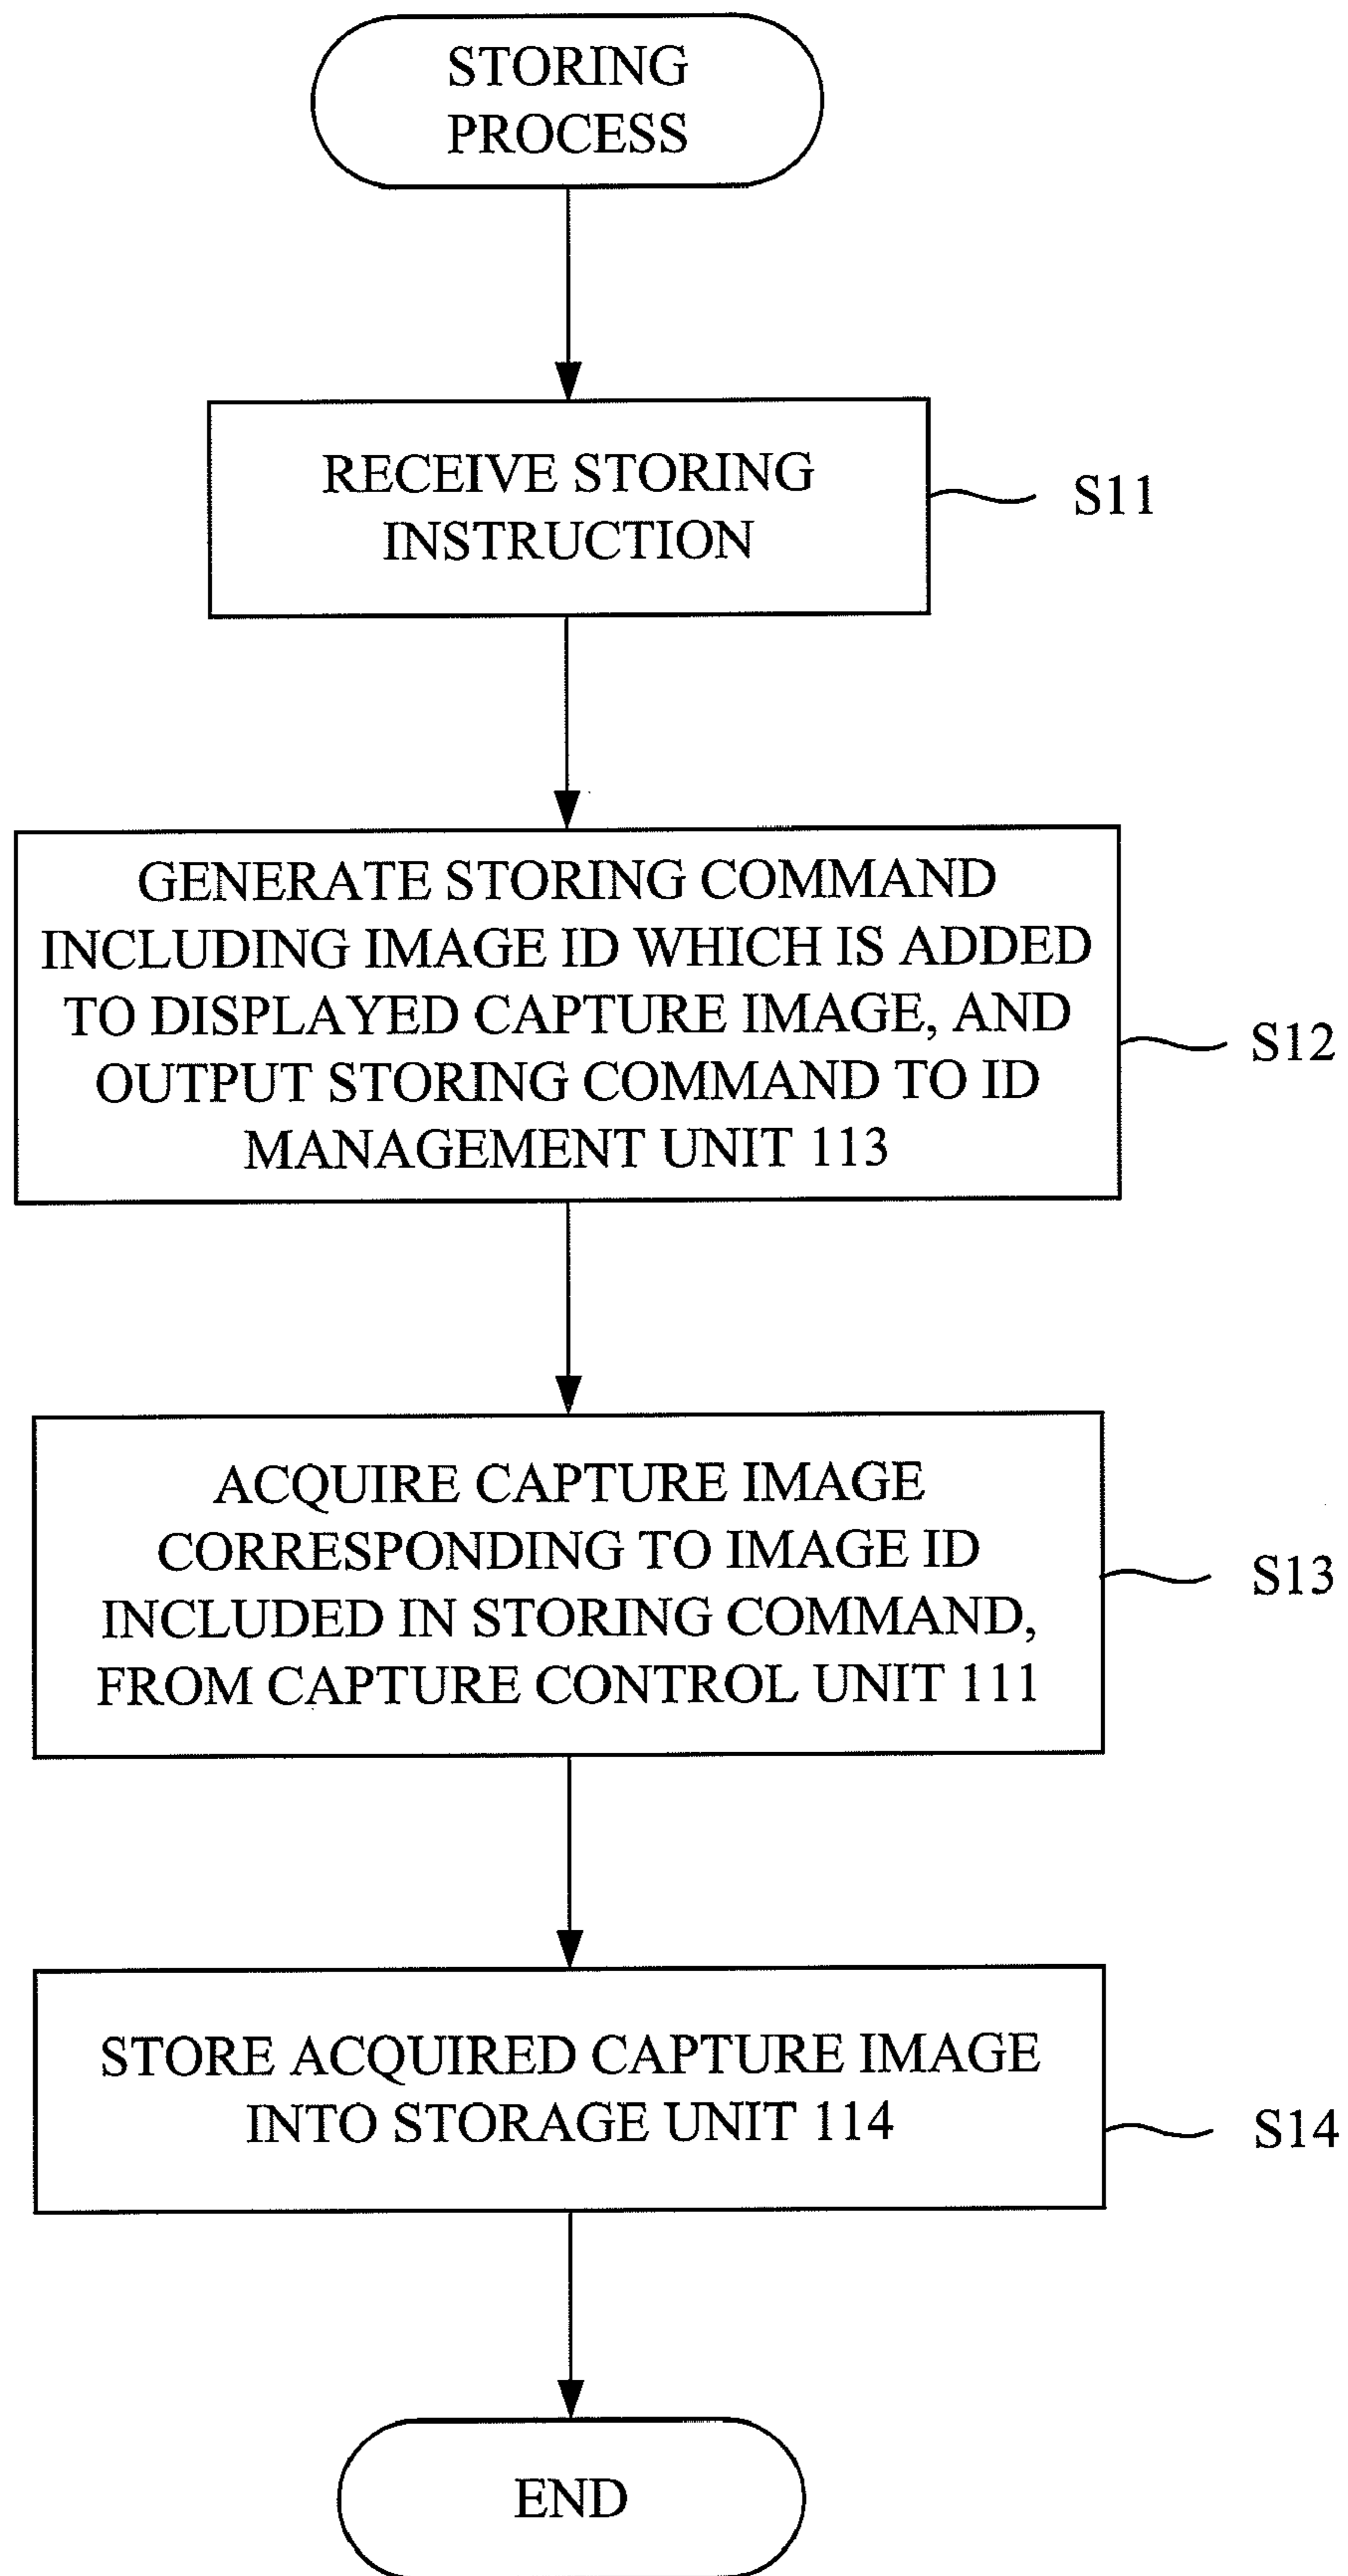 STORING
PROCESS
RECEIVE STORING
INSTRUCTION
S11
GENERATE STORING COMMAND
INCLUDING IMAGE ID WHICH IS ADDED
TO DISPLAYED CAPTURE IMAGE, AND
OUTPUT STORING COMMAND TO ID
MANAGEMENT UNIT 113
S12
ACQUIRE CAPTURE IMAGE
CORRESPONDING TO IMAGE ID
INCLUDED IN STORING COMMAND,
FROM CAPTURE CONTROL UNIT 111
S13
STORE ACQUIRED CAPTURE IMAGE
INTO STORAGE UNIT 114
S14
END